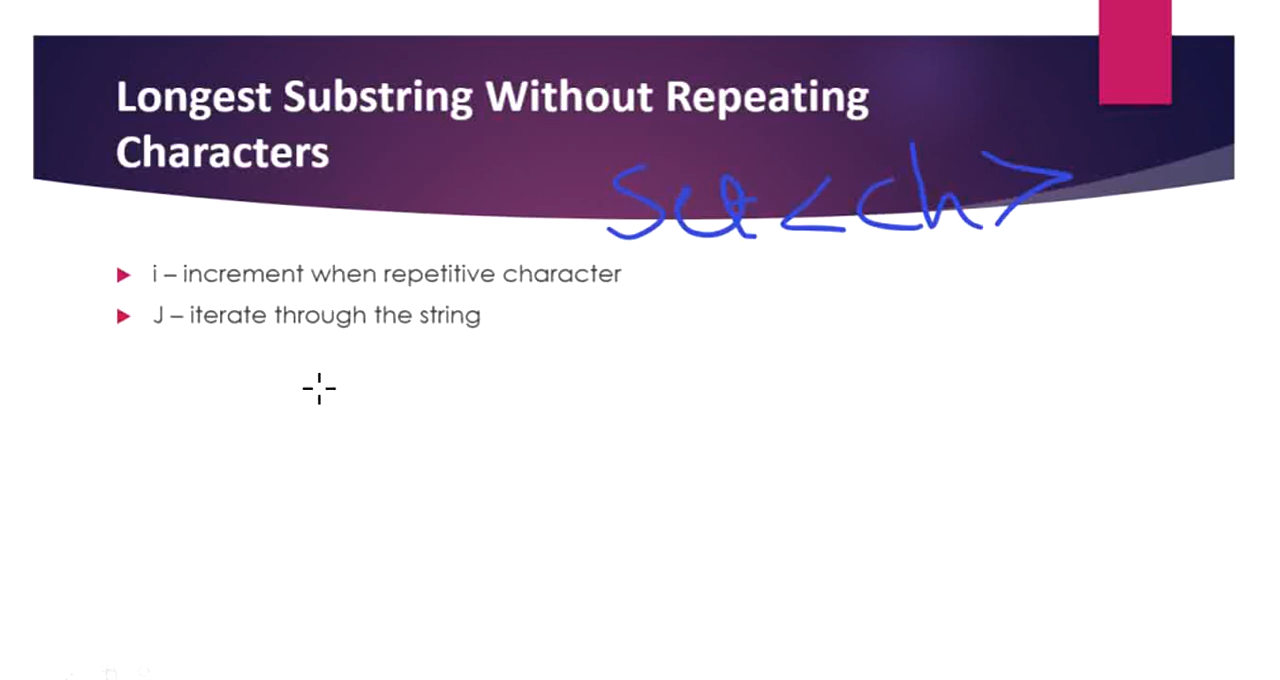 Longest Substring Without Repeating
Characters
Set<ch>
i – increment when repetitive character
J – iterate through the string